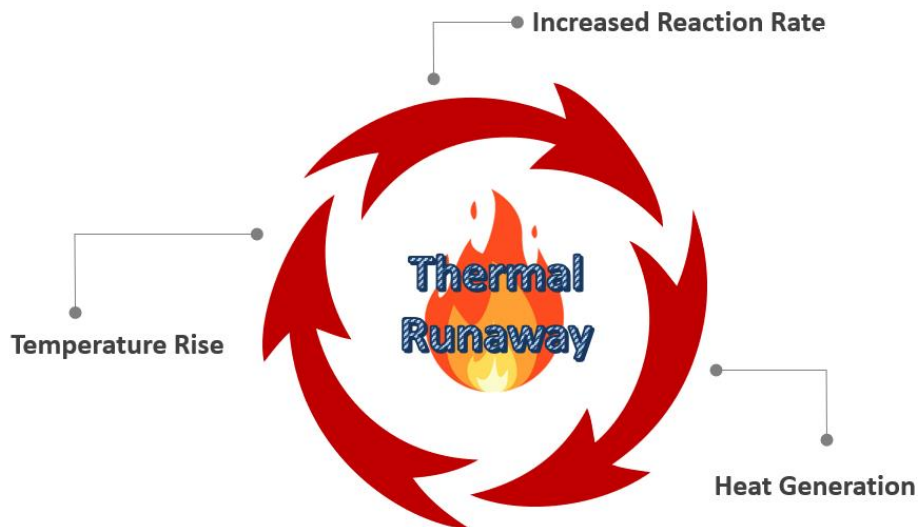 Increased Reaction Rate
Thermal
Runaway
Temperature Rise
Heat Generation